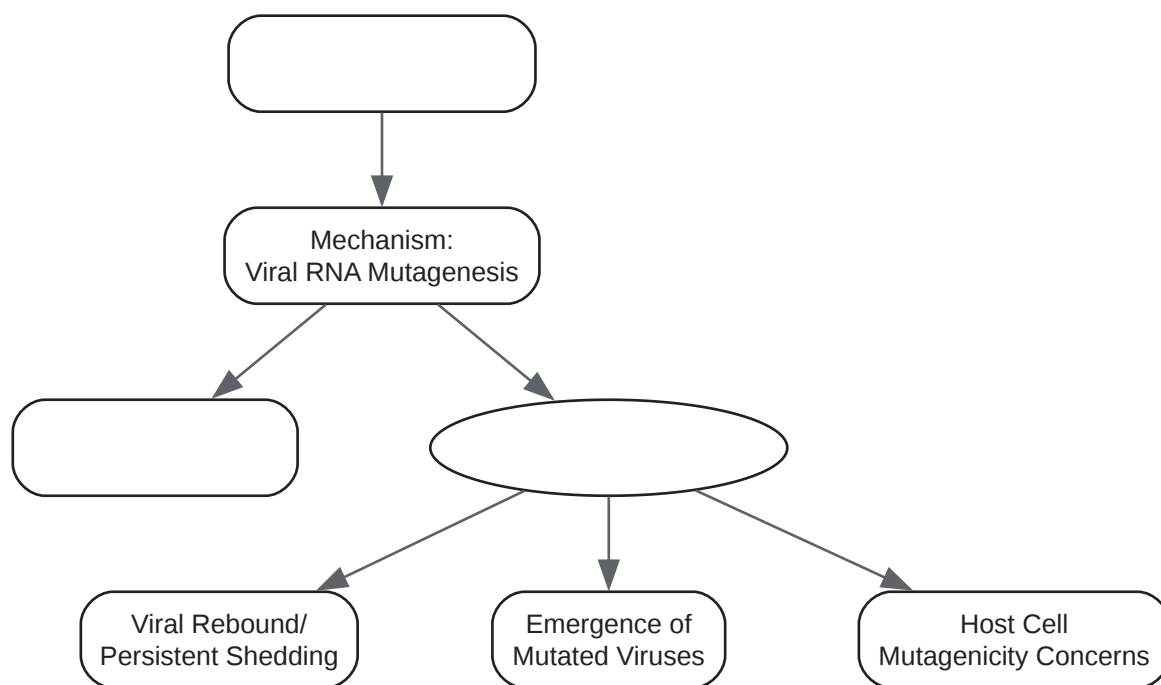 Mechanism:
Viral RNA Mutagenesis
Viral Rebound/
Persistent Shedding
Emergence of
Mutated Viruses
Host Cell
Mutagenicity Concerns